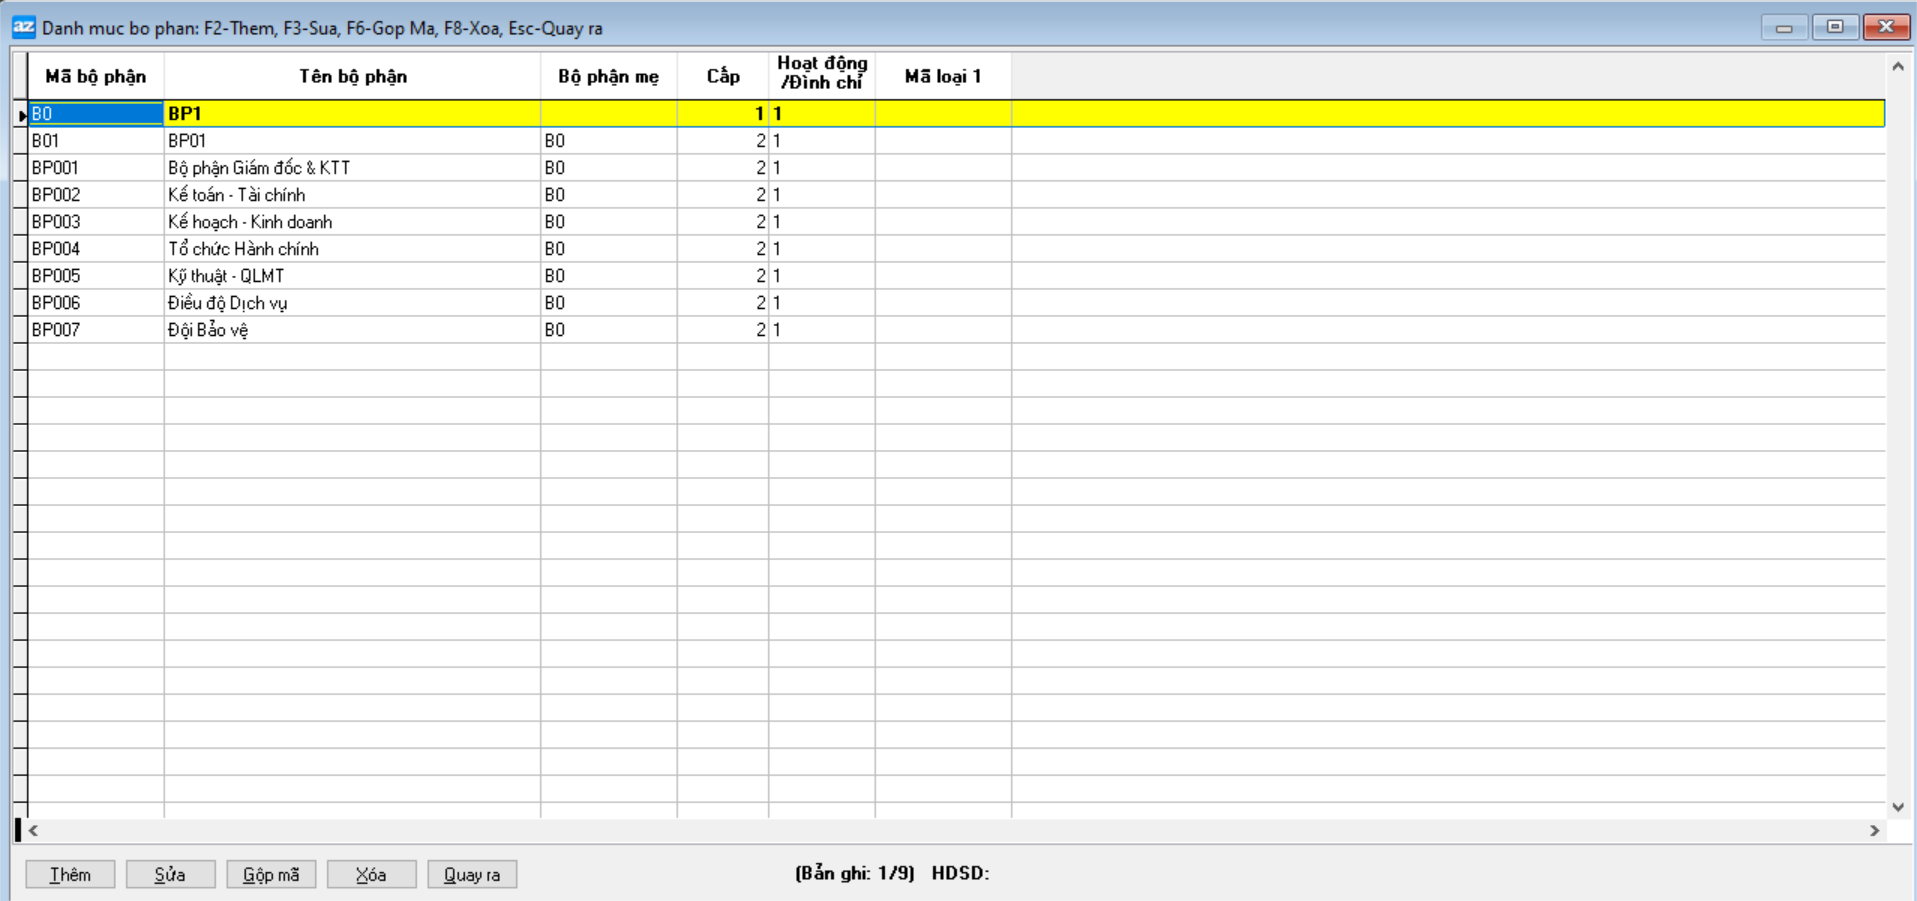 az Danh muc bo phan: F2-Them, F3-Sua, F6-Gop Ma, F8-Xoa, Esc-Quay ra
Mã bộ phận Tên bộ phận Bộ phận mẹ Cấp Hoạt động /Đình chỉ Mã loại 1
B0 BP1 1 1
B01 BP01 B0 2 1
BP001 Bộ phận Giám đốc & KTT B0 2 1
BP002 Kế toán - Tài chính B0 2 1
BP003 Kế hoạch - Kinh doanh B0 2 1
BP004 Tổ chức Hành chính B0 2 1
BP005 Kỹ thuật - QLMT B0 2 1
BP006 Điều độ Dịch vụ B0 2 1
BP007 Đội Bảo vệ B0 2 1
Thêm Sửa Gộp mã Xóa Quay ra (Bản ghi: 1/9) HDSD: